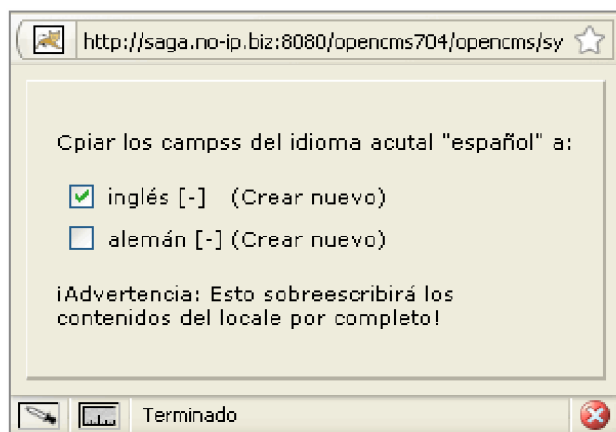 http://saga.no-ip.biz:8080/opencms704/opencms/sy
Cpiar los campss del idioma acutal "español" a:
inglés [-] (Crear nuevo)
alemán [-] (Crear nuevo)
¡Advertencia: Esto sobreescribirá los
contenidos del locale por completo!
Terminado